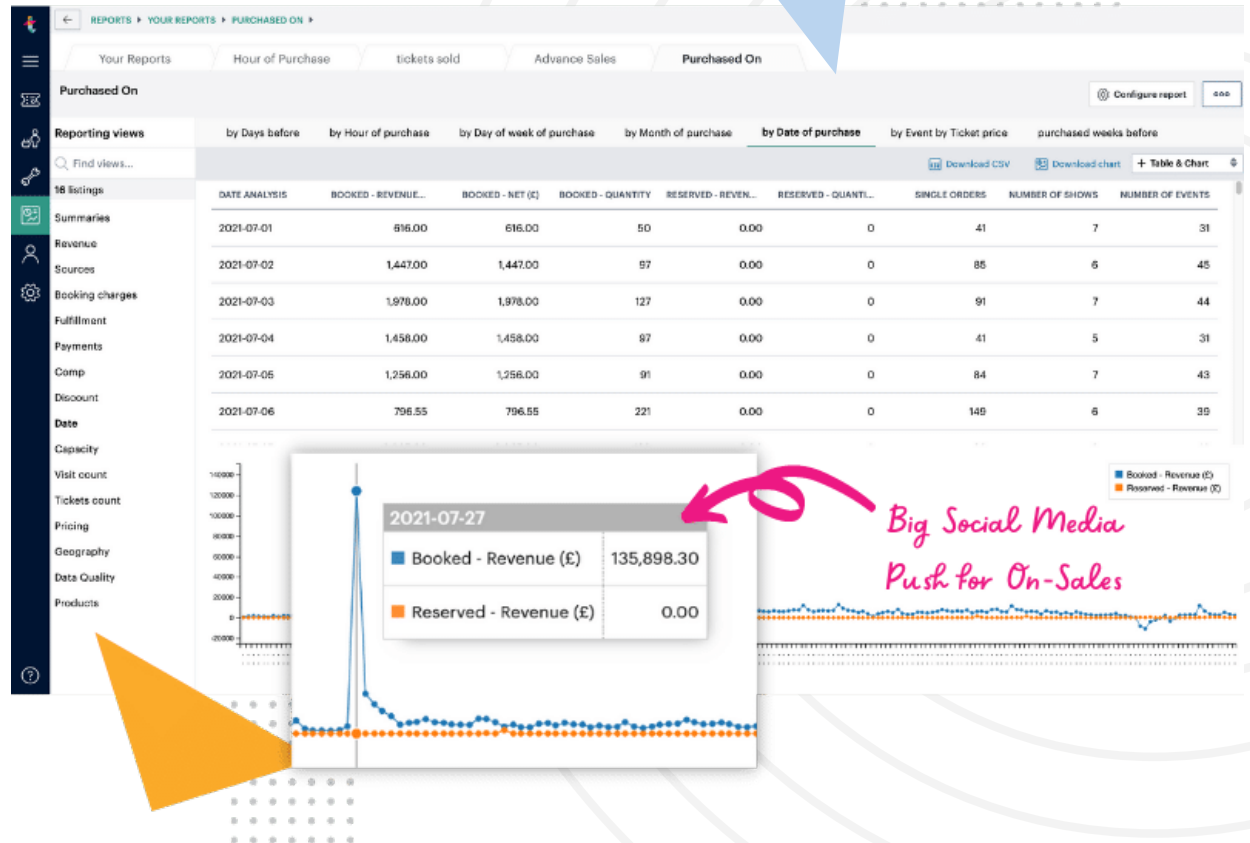 REPORTS ▸ YOUR REPORTS ▸ PURCHASED ON ▸
Your Reports Hour of Purchase tickets sold Advance Sales Purchased On
Purchased On Configure report
Reporting views by Days before by Hour of purchase by Day of week of purchase by Month of purchase by Date of purchase by Event by Ticket price purchased weeks before
Find views... Download CSV Download chart + Table & Chart
16 listings
DATE ANALYSIS BOOKED - REVENUE... BOOKED - NET (£) BOOKED - QUANTITY RESERVED - REVEN... RESERVED - QUANTI... SINGLE ORDERS NUMBER OF SHOWS NUMBER OF EVENTS
Summaries
2021-07-01 616.00 616.00 50 0.00 0 41 7 31
Revenue
2021-07-02 1,447.00 1,447.00 97 0.00 0 85 6 45
Sources
Booking charges
2021-07-03 1,978.00 1,978.00 127 0.00 0 91 7 44
Fulfillment
2021-07-04 1,458.00 1,458.00 97 0.00 0 41 5 31
Payments
Comp
2021-07-05 1,256.00 1,256.00 91 0.00 0 84 7 43
Discount
2021-07-06 796.55 796.55 221 0.00 0 149 6 39
Date
Capacity
Visit count
Tickets count
Pricing
Geography
Data Quality
Products
140000
120000
100000
80000
60000
40000
20000
0
-20000
Booked - Revenue (£)
Reserved - Revenue (£)
2021-07-27
Booked - Revenue (£) 135,898.30
Reserved - Revenue (£) 0.00
Big Social Media
Push for On-Sales